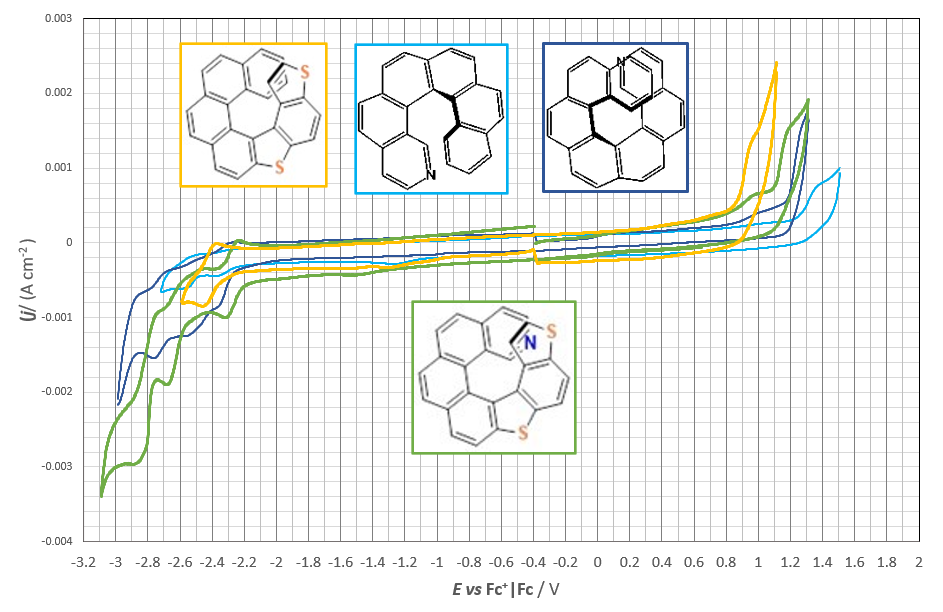 0.003
0.002
0.001
0
-0.001
-0.002
-0.003
-0.004
(j/ (A cm-2 )
S
S
N
N
S
N
S
-3.2 -3 -2.8 -2.6 -2.4 -2.2 -2 -1.8 -1.6 -1.4 -1.2 -1 -0.8 -0.6 -0.4 -0.2 0 0.2 0.4 0.6 0.8 1 1.2 1.4 1.6 1.8 2
E vs Fc+|Fc / V